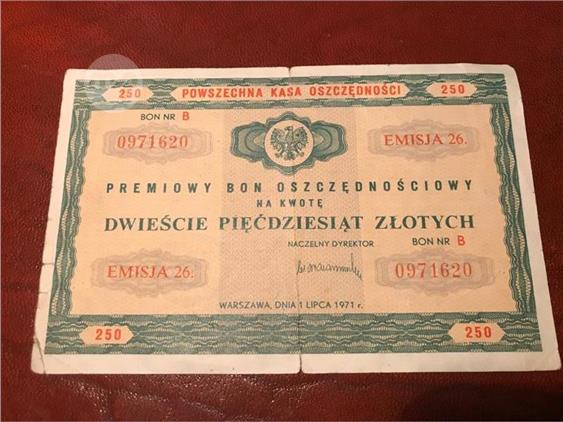 250 POWSZECHNA KASA OSZCZĘDNOŚCI 250
BON NR B
0971620 EMISJA 26.
PREMIOWY BON OSZCZĘDNOŚCIOWY
NA KWOTĘ
DWIEŚCIE PIĘĆDZIESIĄT ZŁOTYCH
NACZELNY DYREKTOR BON NR B
EMISJA 26. 0971620
WARSZAWA, DNIA 1 LIPCA 1971 r.
250 250